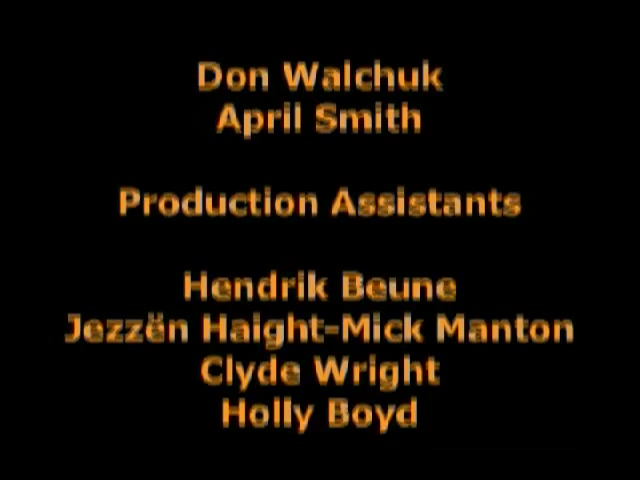 Don Walchuk
April Smith
Production Assistants
Hendrik Beune
Jezzën Haight-Mick Manton
Clyde Wright
Holly Boyd